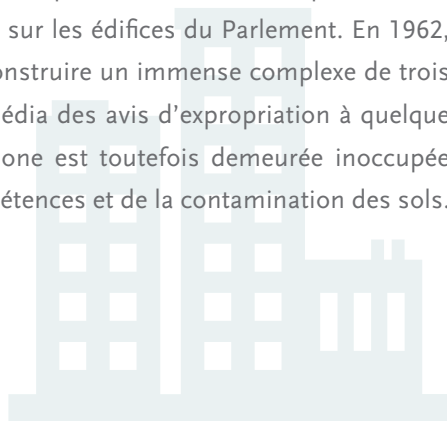 sur les édifices du Parlement. En 1962,
onstruire un immense complexe de trois
édia des avis d’expropriation à quelque
one est toutefois demeurée inoccupée
étences et de la contamination des sols.